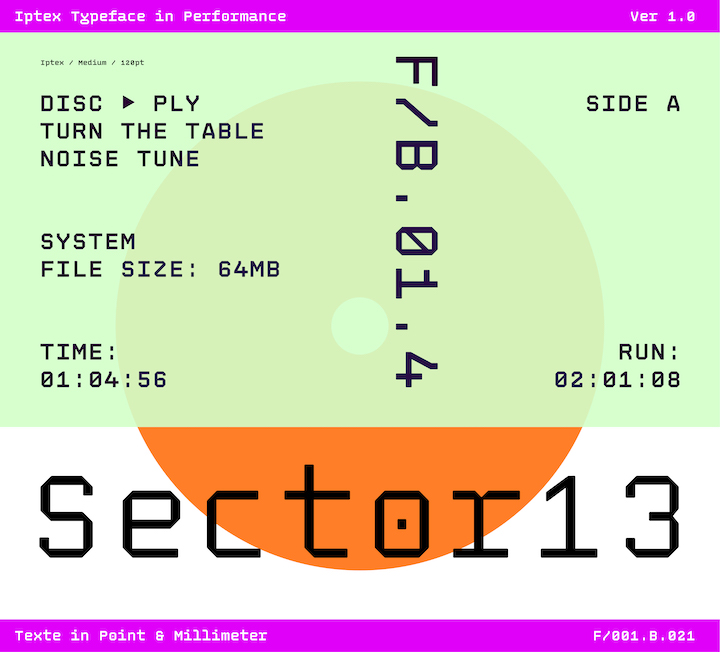 Iptex Typeface in Performance
Ver 1.0
Iptex / Medium / 120pt
DISC ▶ PLY
TURN THE TABLE
NOISE TUNE
SIDE A
F/B.01.4
SYSTEM
FILE SIZE: 64MB
TIME:
01:04:56
RUN:
02:01:08
Sector13
Texte in Point & Millimeter
F/001.B.021